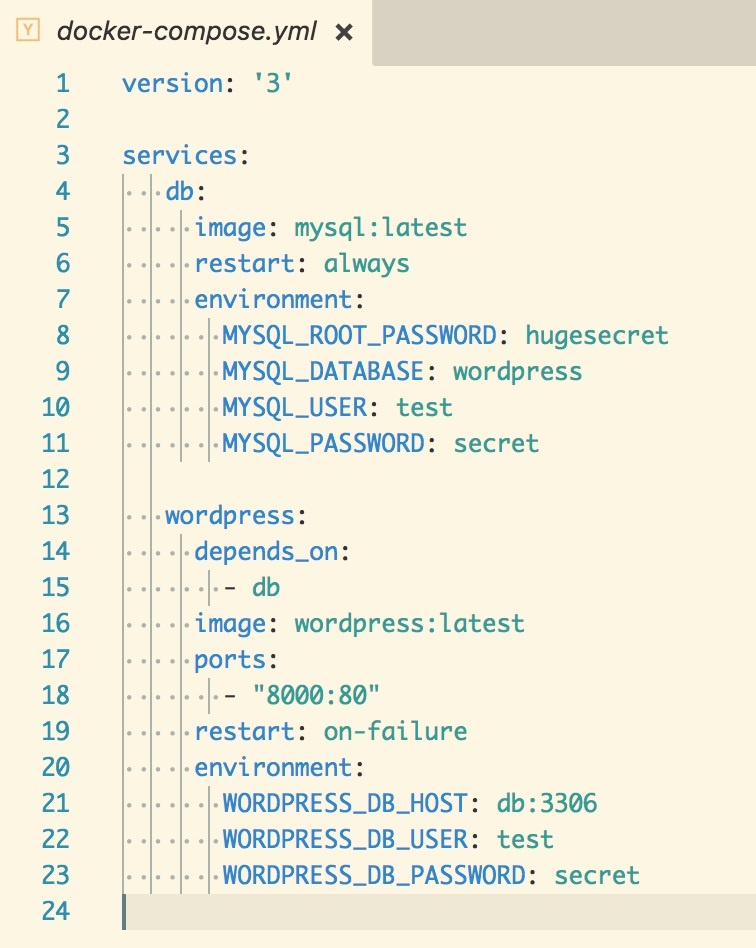 Y docker-compose.yml ×
1 version: '3'
2
3 services:
4   db:
5     image: mysql:latest
6     restart: always
7     environment:
8       MYSQL_ROOT_PASSWORD: hugesecret
9       MYSQL_DATABASE: wordpress
10       MYSQL_USER: test
11       MYSQL_PASSWORD: secret
12
13   wordpress:
14     depends_on:
15       - db
16     image: wordpress:latest
17     ports:
18       - "8000:80"
19     restart: on-failure
20     environment:
21       WORDPRESS_DB_HOST: db:3306
22       WORDPRESS_DB_USER: test
23       WORDPRESS_DB_PASSWORD: secret
24